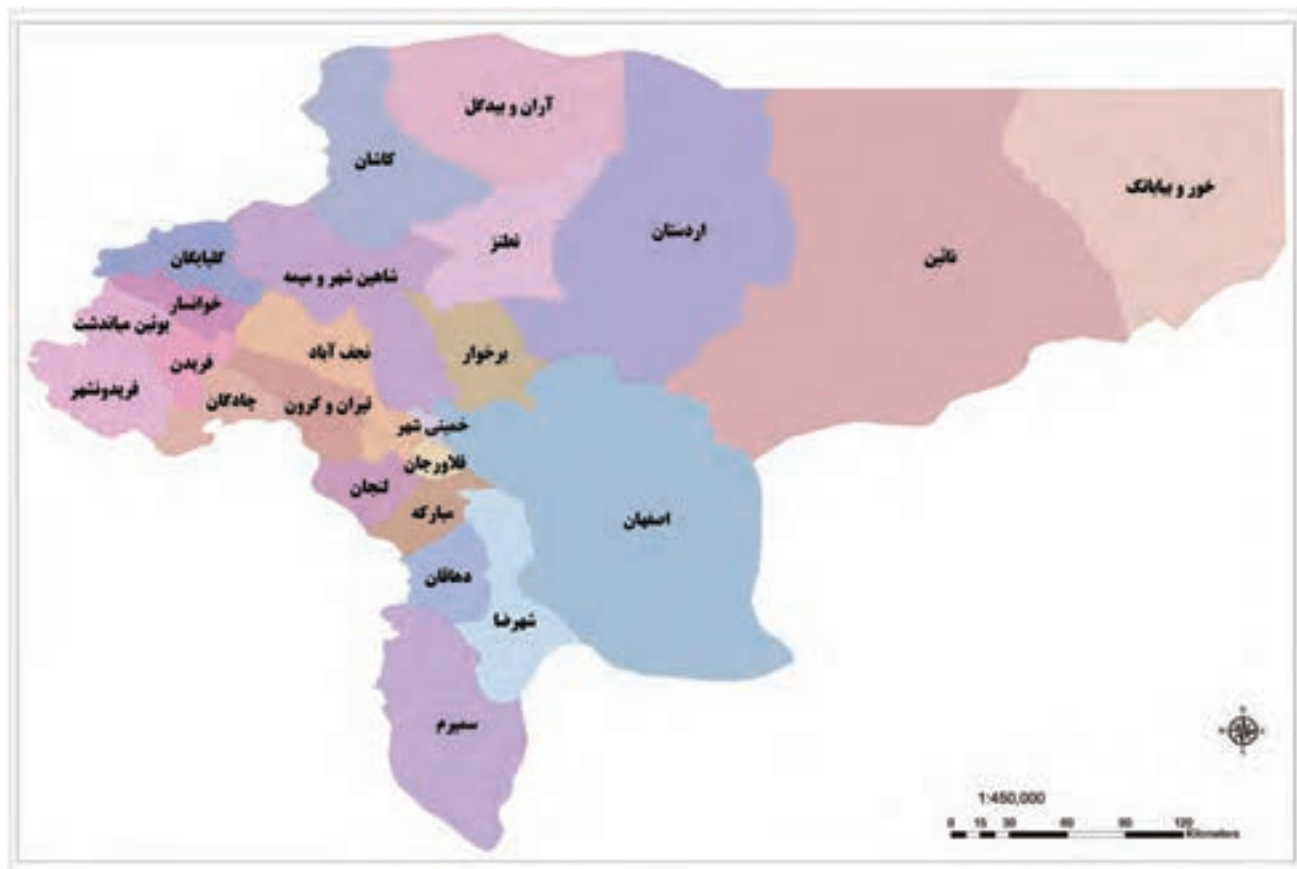 آران و بیدگل
کاشان
خور و بیابانک
اردستان
نطنز
نائین
گلپایگان
شاهین شهر و میمه
خوانسار
بوئین میاندشت
نجف آباد
برخوار
فریدن
فریدونشهر
چادگان
تیران و کرون
خمینی شهر
فلاورجان
لنجان
مبارکه
اصفهان
دهاقان
شهرضا
سمیرم
1:450,000
0 15 30 60 90 120
Kilometers